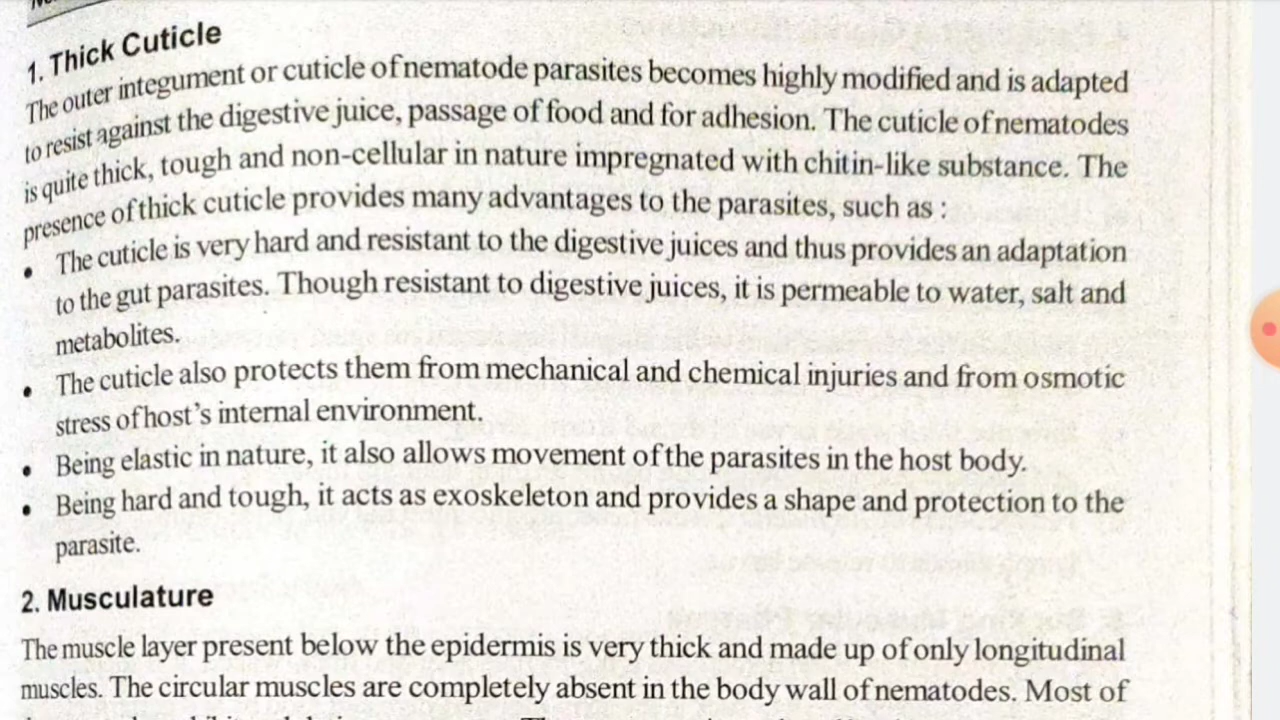 1. Thick Cuticle
The outer integument or cuticle of nematode parasites becomes highly modified and is adapted
to resist against the digestive juice, passage of food and for adhesion. The cuticle of nematodes
is quite thick, tough and non-cellular in nature impregnated with chitin-like substance. The
presence of thick cuticle provides many advantages to the parasites, such as :
• The cuticle is very hard and resistant to the digestive juices and thus provides an adaptation
to the gut parasites. Though resistant to digestive juices, it is permeable to water, salt and
metabolites.
• The cuticle also protects them from mechanical and chemical injuries and from osmotic
stress of host's internal environment.
• Being elastic in nature, it also allows movement of the parasites in the host body.
• Being hard and tough, it acts as exoskeleton and provides a shape and protection to the
parasite.
2. Musculature
The muscle layer present below the epidermis is very thick and made up of only longitudinal
muscles. The circular muscles are completely absent in the body wall of nematodes. Most of